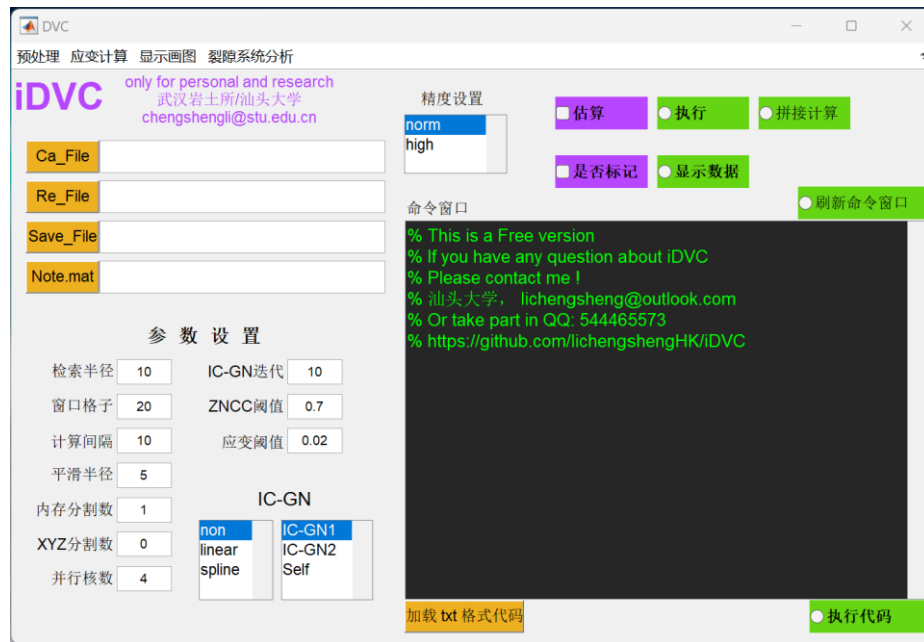 DVC
预处理 应变计算 显示画图 裂隙系统分析
iDVC
only for personal and research
武汉岩土所/汕头大学
chengshengli@stu.edu.cn
Ca_File
Re_File
Save_File
Note.mat
精度设置
norm
high
估算
执行
拼接计算
是否标记
显示数据
刷新命令窗口
命令窗口
% This is a Free version
% If you have any question about iDVC
% Please contact me !
% 汕头大学， lichengsheng@outlook.com
% Or take part in QQ: 544465573
% https://github.com/lichengshengHK/iDVC
参 数 设 置
检索半径 10 IC-GN迭代 10
窗口格子 20 ZNCC阈值 0.7
计算间隔 10 应变阈值 0.02
平滑半径 5
内存分割数 1
XYZ分割数 0
并行核数 4
IC-GN
non
linear
spline
IC-GN1
IC-GN2
Self
加载 txt 格式代码
执行代码